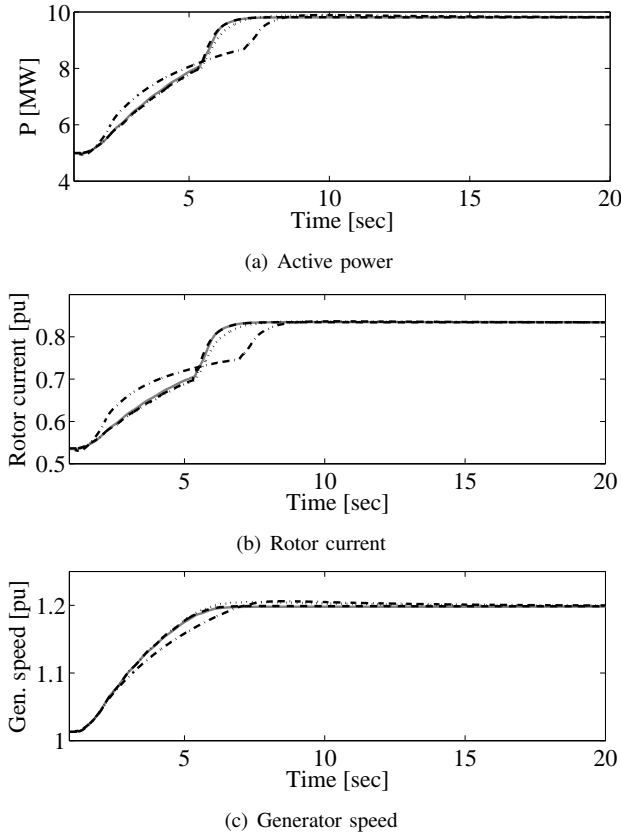 10
8
6
4
P [MW]
5
10
15
20
Time [sec]
(a) Active power
0.8
0.7
0.6
0.5
Rotor current [pu]
5
10
15
20
Time [sec]
(b) Rotor current
1.2
1.1
1
Gen. speed [pu]
5
10
15
20
Time [sec]
(c) Generator speed